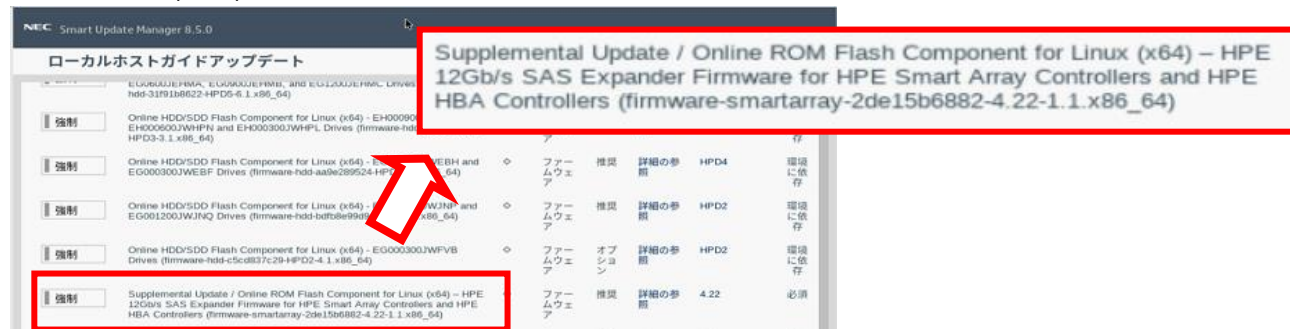 NEC Smart Update Manager 8.5.0
ローカルホストガイドアップデート
Supplemental Update / Online ROM Flash Component for Linux (x64) – HPE
12Gb/s SAS Expander Firmware for HPE Smart Array Controllers and HPE
HBA Controllers (firmware-smartarray-2de15b6882-4.22-1.1.x86_64)
EG0600JEHMA, EG0900JEHMB, and EG1200JEHMC Drives
hdd-31f91b8622-HPD5-6.1.x86_64)
強制
Online HDD/SDD Flash Component for Linux (x64) -
EH000600JWHPN and EH000300JWHPL Drives
HPD3-3.1.x86_64)
ア
存
強制
Online HDD/SDD Flash Component for Linux (x64) - and
EG000300JWEBF Drives
ファー
ムウェ
ア
推奨
詳細の参
照
HPD4
環境
に依
存
強制
Online HDD/SDD Flash Component for Linux (x64) - and
EG001200JWJNQ Drives
ファー
ムウェ
ア
推奨
詳細の参
照
HPD2
環境
に依
存
強制
Online HDD/SDD Flash Component for Linux (x64) - EG000300JWFVB
Drives (firmware-hdd-c5cd837c29-HPD2-4.1.x86_64)
ファー
ムウェ
ア
オプ
ショ
ン
詳細の参
照
HPD2
環境
に依
存
強制
Supplemental Update / Online ROM Flash Component for Linux (x64) – HPE
12Gb/s SAS Expander Firmware for HPE Smart Array Controllers and HPE
HBA Controllers (firmware-smartarray-2de15b6882-4.22-1.1.x86_64)
ファー
ムウェ
ア
推奨
詳細の参
照
4.22
必須